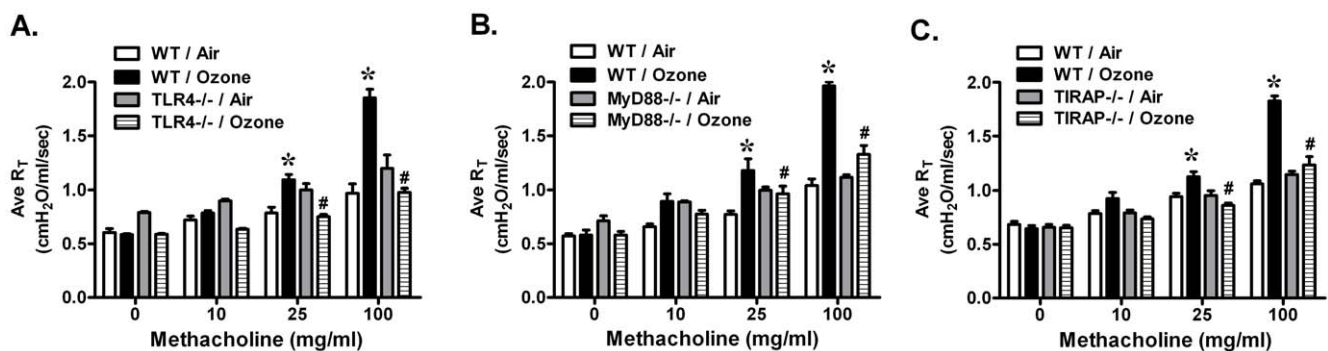 A.
WT / Air
WT / Ozone
TLR4-/- / Air
TLR4-/- / Ozone
Ave R_T
(cmH2O/ml/sec)
2.0
1.5
1.0
0.5
0.0
*
*
#
#
0 10 25 100
Methacholine (mg/ml)
B.
WT / Air
WT / Ozone
MyD88-/- / Air
MyD88-/- / Ozone
Ave R_T
(cmH2O/ml/sec)
2.0
1.5
1.0
0.5
0.0
*
*
#
#
0 10 25 100
Methacholine (mg/ml)
C.
WT / Air
WT / Ozone
TIRAP-/- / Air
TIRAP-/- / Ozone
Ave R_T
(cmH2O/ml/sec)
2.0
1.5
1.0
0.5
0.0
*
*
#
#
0 10 25 100
Methacholine (mg/ml)